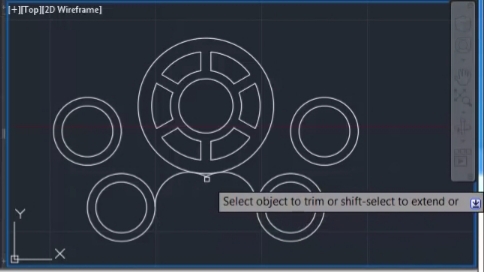 [+][Top][2D Wireframe]
Select object to trim or shift-select to extend or
Y
X